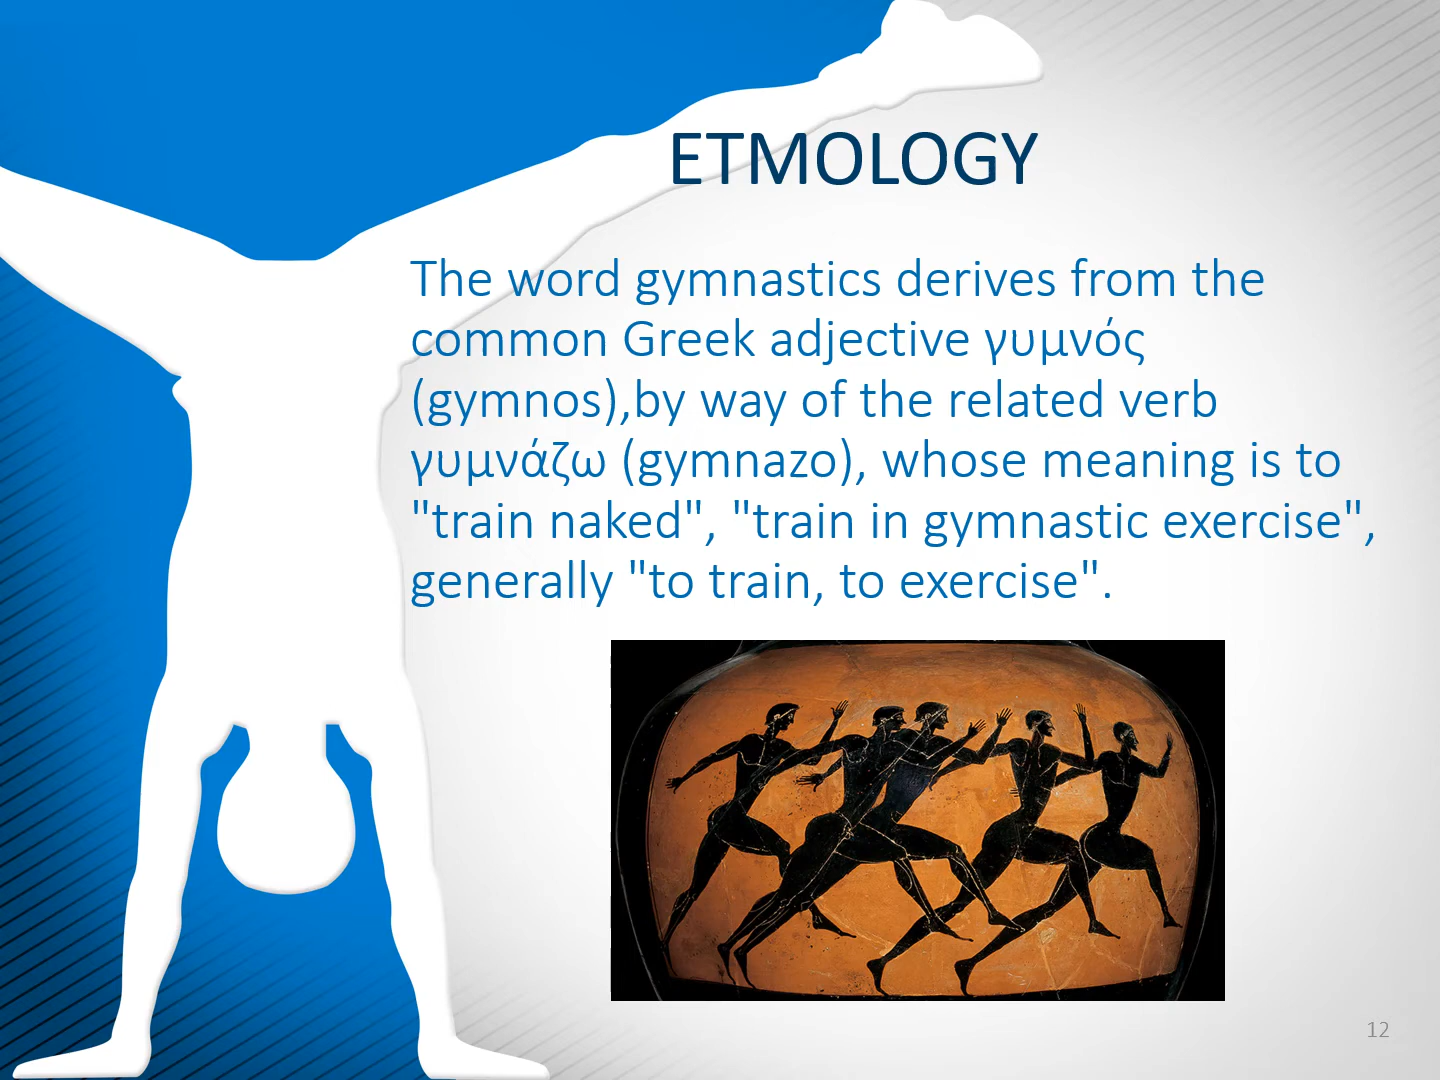 ETMOLOGY
The word gymnastics derives from the
common Greek adjective γυμνός
(gymnos),by way of the related verb
γυμνάζω (gymnazo), whose meaning is to
"train naked", "train in gymnastic exercise",
generally "to train, to exercise".
12